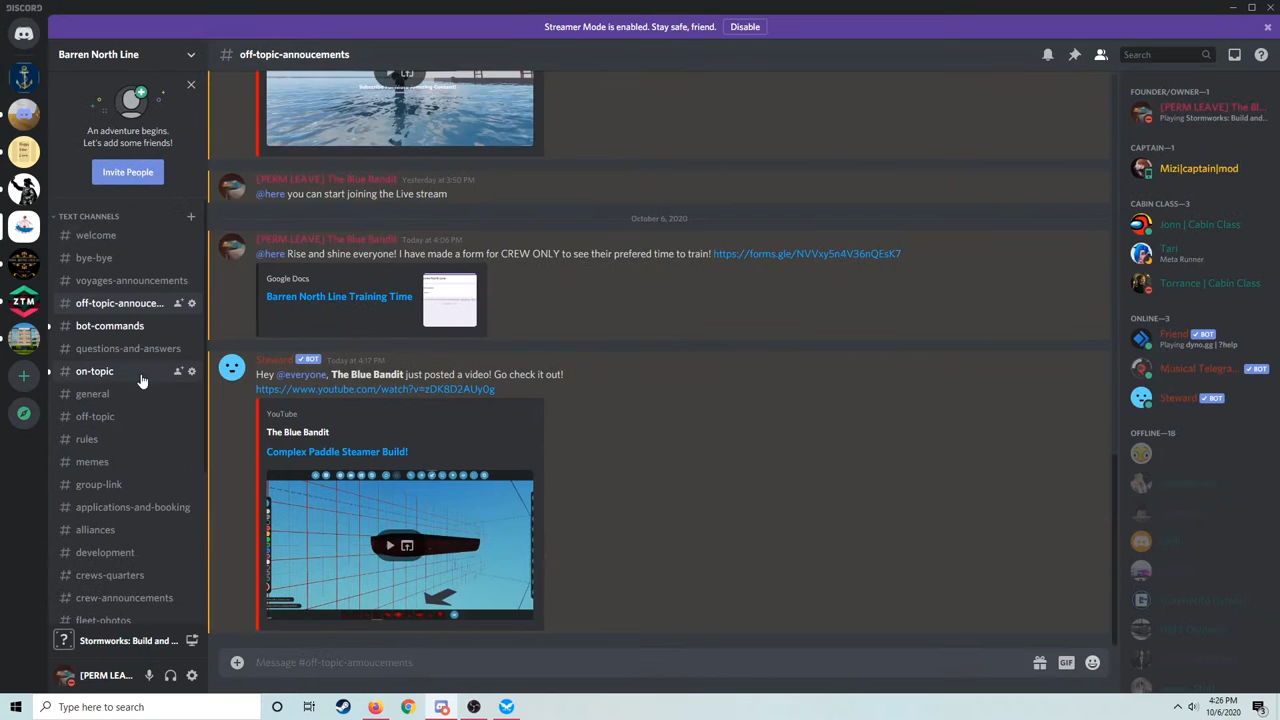 DISCORD
Streamer Mode is enabled. Stay safe, friend. Disable
Barren North Line
# off-topic-annoucements
Search
An adventure begins.
Let's add some friends!
Invite People
TEXT CHANNELS
# welcome
# bye-bye
# voyages-announcements
# off-topic-annouce...
# bot-commands
# questions-and-answers
# on-topic
# general
# off-topic
# rules
# memes
# group-link
# applications-and-booking
# alliances
# development
# crews-quarters
# crew-announcements
# fleet-photos
? Stormworks: Build and ...
[PERM LEA...
ZTM
[PERM LEAVE] The Blue Bandit Yesterday at 3:50 PM
@here you can start joining the Live stream
October 6, 2020
[PERM LEAVE] The Blue Bandit Today at 4:06 PM
@here Rise and shine everyone! I have made a form for CREW ONLY to see their prefered time to train! https://forms.gle/NVVxy5n4V36nQEsK7
Google Docs
Barren North Line Training Time
Steward ✓ BOT Today at 4:17 PM
Hey @everyone, The Blue Bandit just posted a video! Go check it out!
https://www.youtube.com/watch?v=zDK8D2AUy0g
YouTube
The Blue Bandit
Complex Paddle Steamer Build!
Message #off-topic-annoucements
GIF
FOUNDER/OWNER—1
[PERM LEAVE] The Bl...
Playing Stormworks: Build and...
CAPTAIN—1
Mizi|captain|mod
CABIN CLASS—3
Jonn | Cabin Class
Tari
Meta Runner
Torrance | Cabin Class
ONLINE—3
Friend ✓ BOT
Playing dyno.gg | ?help
Musical Telegra... ✓ BOT
Steward ✓ BOT
OFFLINE—18
Type here to search
4:26 PM
10/6/2020